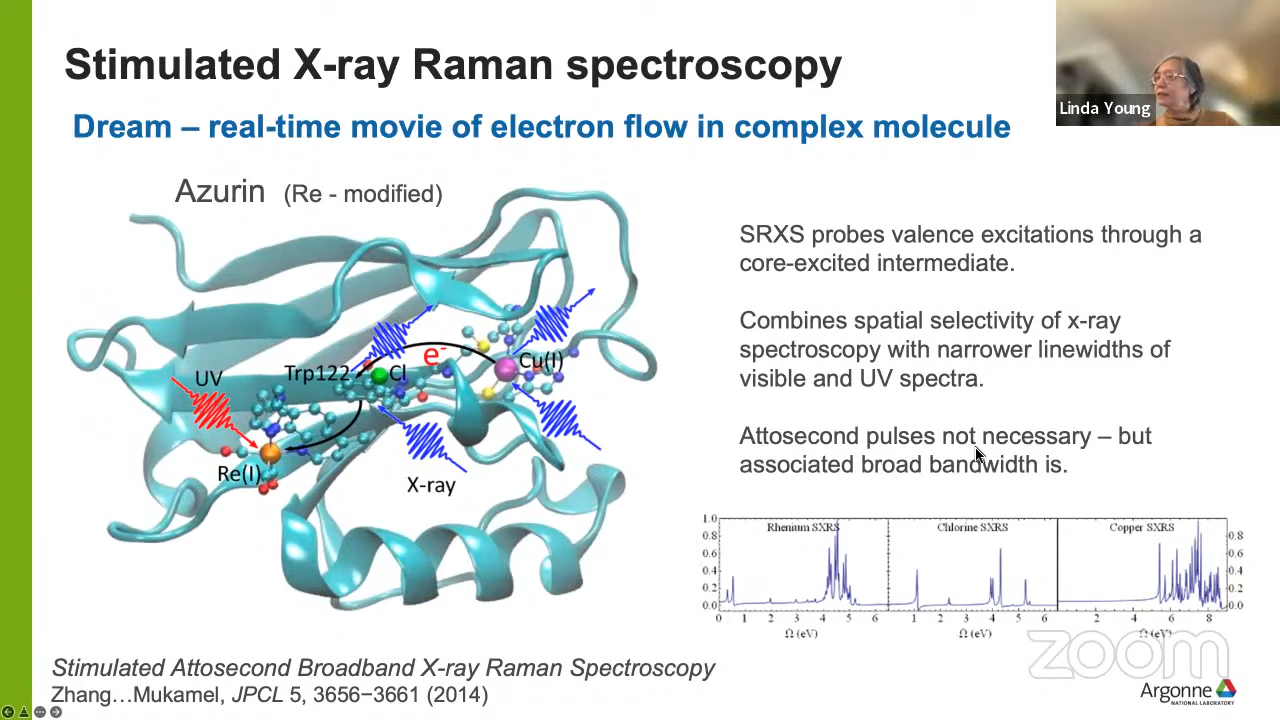 Stimulated X-ray Raman spectroscopy
Linda Young
Dream – real-time movie of electron flow in complex molecule
Azurin (Re - modified)
UV
Trp122
Cl
e-
Cu(I)
Re(I)
X-ray
SRXS probes valence excitations through a
core-excited intermediate.
Combines spatial selectivity of x-ray
spectroscopy with narrower linewidths of
visible and UV spectra.
Attosecond pulses not necessary – but
associated broad bandwidth is.
Rhenium SXRS
Chlorine SXRS
Copper SXRS
1.0
0.8
0.6
0.4
0.2
0.0
0.8
0.6
0.4
0.2
0.0
0 1 2 3 4 5 6
1 2 3 4 5 6
2 4 6 8
Ω (eV)
Ω (eV)
Ω (eV)
zoom
Stimulated Attosecond Broadband X-ray Raman Spectroscopy
Zhang…Mukamel, JPCL 5, 3656−3661 (2014)
Argonne
NATIONAL LABORATORY